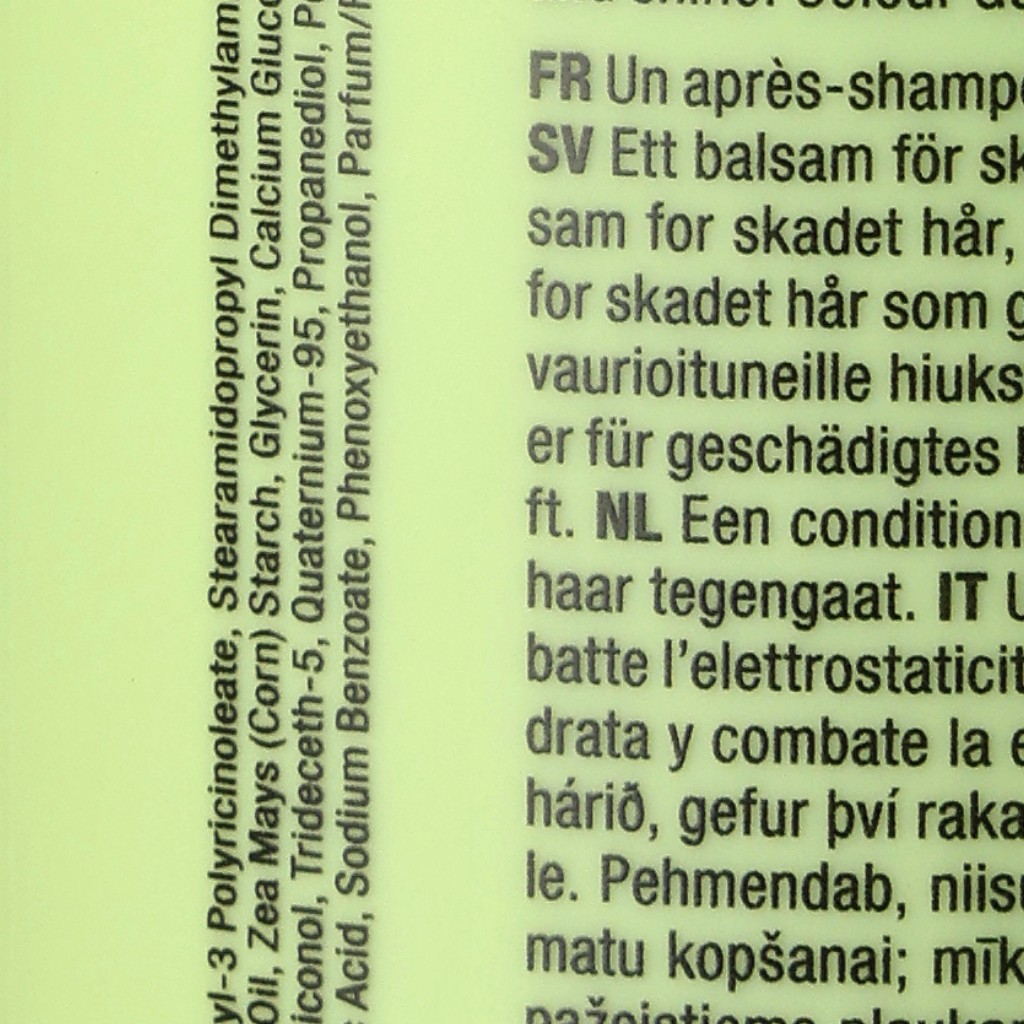 FR Un après-shamp
SV Ett balsam för sk
sam for skadet hår,
for skadet hår som g
vaurioituneille hiuks
er für geschädigtes
ft. NL Een condition
haar tegengaat. IT U
batte l'elettrostaticit
drata y combate la e
hárið, gefur því raka
le. Pehmendab, niis
matu kopšanai; mīk
yl-3 Polyricinoleate, Stearamidopropyl Dimethylam
Oil, Zea Mays (Corn) Starch, Glycerin, Calcium Gluc
iconol, Trideceth-5, Quaternium-95, Propanediol, P
Acid, Sodium Benzoate, Phenoxyethanol, Parfum/